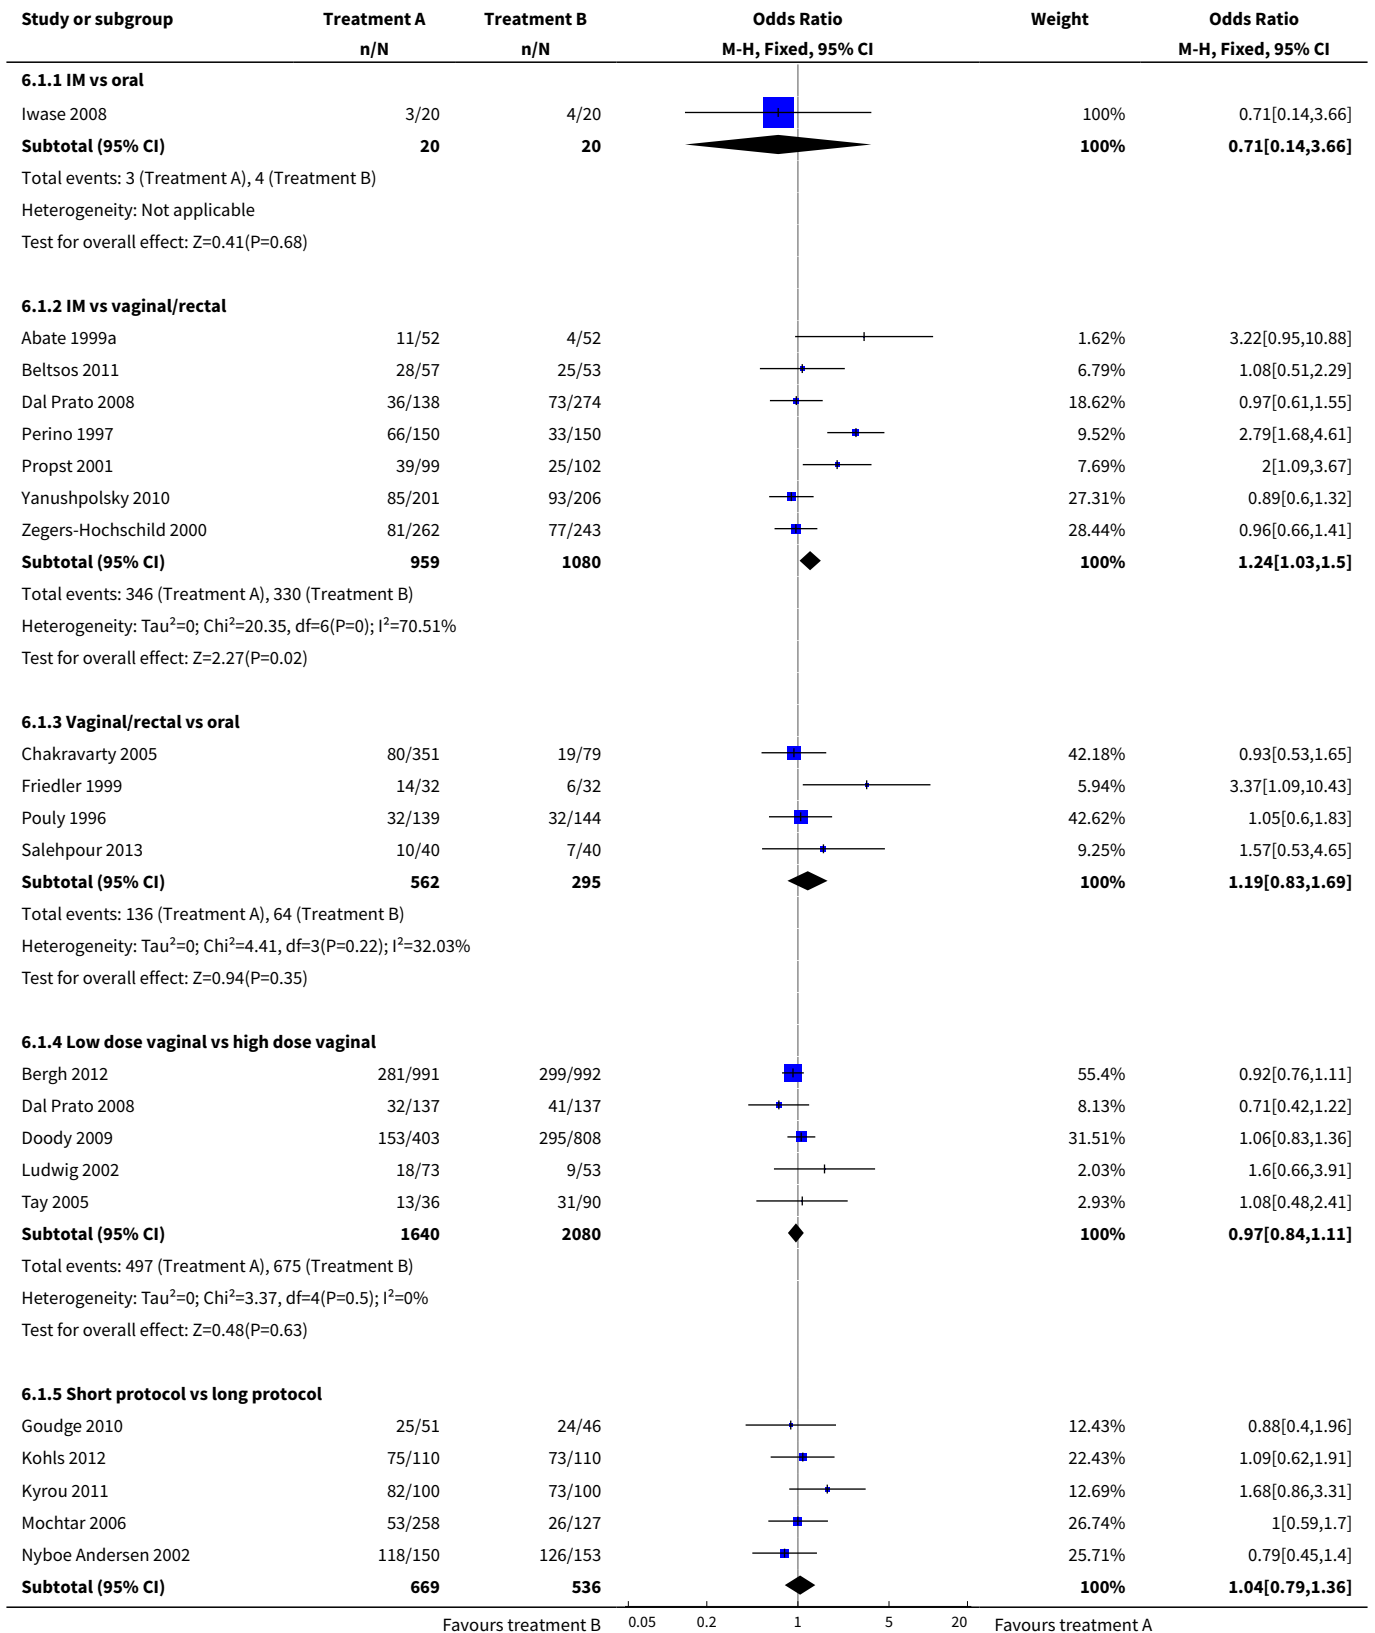 Study or subgroup Treatment A Treatment B Odds Ratio Weight Odds Ratio
n/N n/N M-H, Fixed, 95% CI M-H, Fixed, 95% CI
6.1.1 IM vs oral
Iwase 2008 3/20 4/20 100% 0.71[0.14,3.66]
Subtotal (95% CI) 20 20 100% 0.71[0.14,3.66]
Total events: 3 (Treatment A), 4 (Treatment B)
Heterogeneity: Not applicable
Test for overall effect: Z=0.41(P=0.68)
6.1.2 IM vs vaginal/rectal
Abate 1999a 11/52 4/52 1.62% 3.22[0.95,10.88]
Beltsos 2011 28/57 25/53 6.79% 1.08[0.51,2.29]
Dal Prato 2008 36/138 73/274 18.62% 0.97[0.61,1.55]
Perino 1997 66/150 33/150 9.52% 2.79[1.68,4.61]
Propst 2001 39/99 25/102 7.69% 2[1.09,3.67]
Yanushpolsky 2010 85/201 93/206 27.31% 0.89[0.6,1.32]
Zegers-Hochschild 2000 81/262 77/243 28.44% 0.96[0.66,1.41]
Subtotal (95% CI) 959 1080 100% 1.24[1.03,1.5]
Total events: 346 (Treatment A), 330 (Treatment B)
Heterogeneity: Tau²=0; Chi²=20.35, df=6(P=0); I²=70.51%
Test for overall effect: Z=2.27(P=0.02)
6.1.3 Vaginal/rectal vs oral
Chakravarty 2005 80/351 19/79 42.18% 0.93[0.53,1.65]
Friedler 1999 14/32 6/32 5.94% 3.37[1.09,10.43]
Pouly 1996 32/139 32/144 42.62% 1.05[0.6,1.83]
Salehpour 2013 10/40 7/40 9.25% 1.57[0.53,4.65]
Subtotal (95% CI) 562 295 100% 1.19[0.83,1.69]
Total events: 136 (Treatment A), 64 (Treatment B)
Heterogeneity: Tau²=0; Chi²=4.41, df=3(P=0.22); I²=32.03%
Test for overall effect: Z=0.94(P=0.35)
6.1.4 Low dose vaginal vs high dose vaginal
Bergh 2012 281/991 299/992 55.4% 0.92[0.76,1.11]
Dal Prato 2008 32/137 41/137 8.13% 0.71[0.42,1.22]
Doody 2009 153/403 295/808 31.51% 1.06[0.83,1.36]
Ludwig 2002 18/73 9/53 2.03% 1.6[0.66,3.91]
Tay 2005 13/36 31/90 2.93% 1.08[0.48,2.41]
Subtotal (95% CI) 1640 2080 100% 0.97[0.84,1.11]
Total events: 497 (Treatment A), 675 (Treatment B)
Heterogeneity: Tau²=0; Chi²=3.37, df=4(P=0.5); I²=0%
Test for overall effect: Z=0.48(P=0.63)
6.1.5 Short protocol vs long protocol
Goudge 2010 25/51 24/46 12.43% 0.88[0.4,1.96]
Kohls 2012 75/110 73/110 22.43% 1.09[0.62,1.91]
Kyrou 2011 82/100 73/100 12.69% 1.68[0.86,3.31]
Mochtar 2006 53/258 26/127 26.74% 1[0.59,1.7]
Nyboe Andersen 2002 118/150 126/153 25.71% 0.79[0.45,1.4]
Subtotal (95% CI) 669 536 100% 1.04[0.79,1.36]
Favours treatment B 0.05 0.2 1 5 20 Favours treatment A